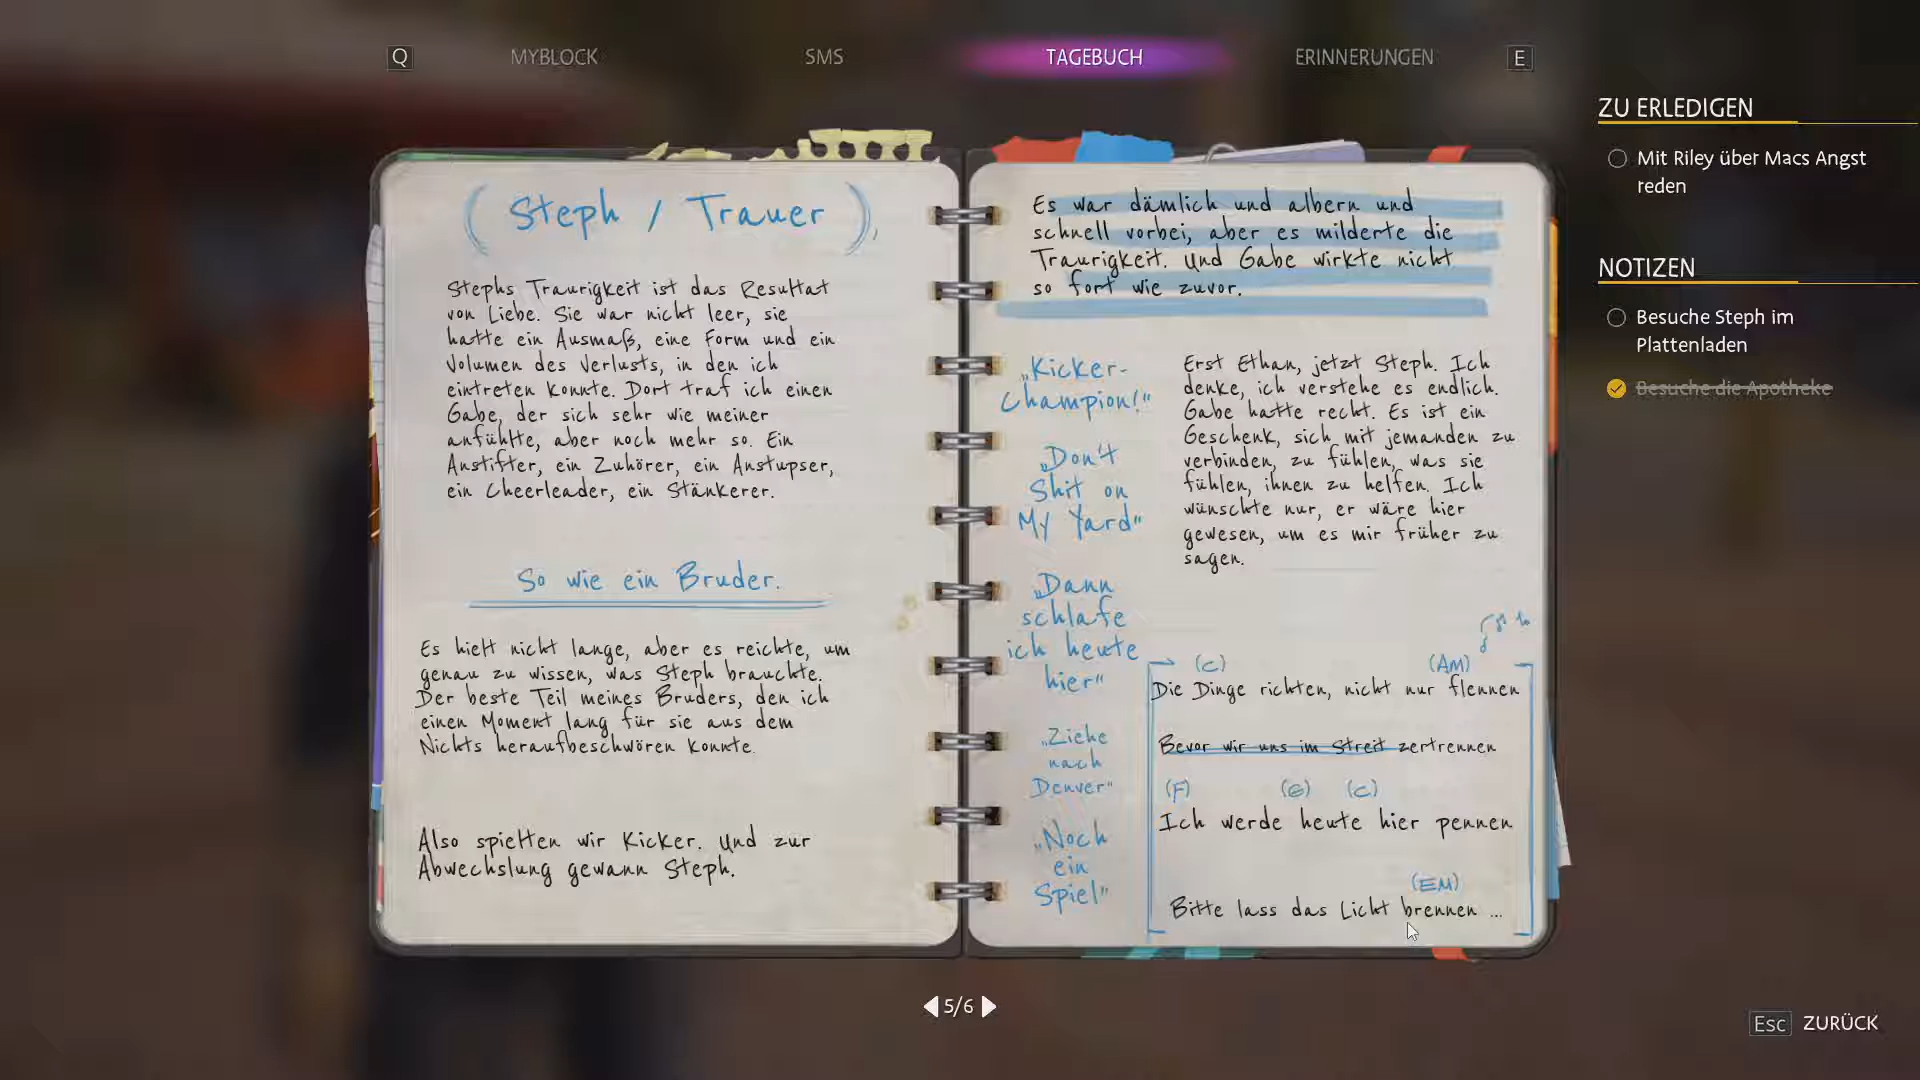 Q
MYBLOCK
SMS
TAGEBUCH
ERINNERUNGEN
E
(Steph / Trauer)
Stephs Traurigkeit ist das Resultat
von Liebe. Sie war nicht leer, sie
hatte ein Ausmaß, eine Form und ein
Volumen des Verlusts, in den ich
eintreten konnte. Dort traf ich einen
Gabe, der sich sehr wie meiner
anfühlte, aber noch mehr so. Ein
Anstifter, ein Zuhörer, ein Anstupser,
ein Cheerleader, ein Stänkerer.
So wie ein Bruder.
Es hielt nicht lange, aber es reichte, um
genau zu wissen, was Steph brauchte.
Der beste Teil meines Bruders, den ich
einen Moment lang für sie aus dem
Nichts heraufbeschwören konnte.
Also spielten wir Kicker. Und zur
Abwechslung gewann Steph.
Es war dämlich und albern und
schnell vorbei, aber es milderte die
Traurigkeit. Und Gabe wirkte nicht
so fort wie zuvor.
„Kicker-
Champion!"
„Don't
Shit on
My Yard"
„Dann
schlafe
ich heute
hier"
„Ziehe
nach
Denver"
„Noch
ein
Spiel"
Erst Ethan, jetzt Steph. Ich
denke, ich verstehe es endlich.
Gabe hatte recht. Es ist ein
Geschenk, sich mit jemanden zu
verbinden, zu fühlen, was sie
fühlen, ihnen zu helfen. Ich
wünschte nur, er wäre hier
gewesen, um es mir früher zu
sagen.
(C) (AM)
Die Dinge richten, nicht nur flennen
Bevor wir uns im Streit zertrennen
(F) (G) (C)
Ich werde heute hier pennen
(EM)
Bitte lass das Licht brennen ...
ZU ERLEDIGEN
Mit Riley über Macs Angst
reden
NOTIZEN
Besuche Steph im
Plattenladen
Besuche die Apotheke
5/6
Esc ZURÜCK